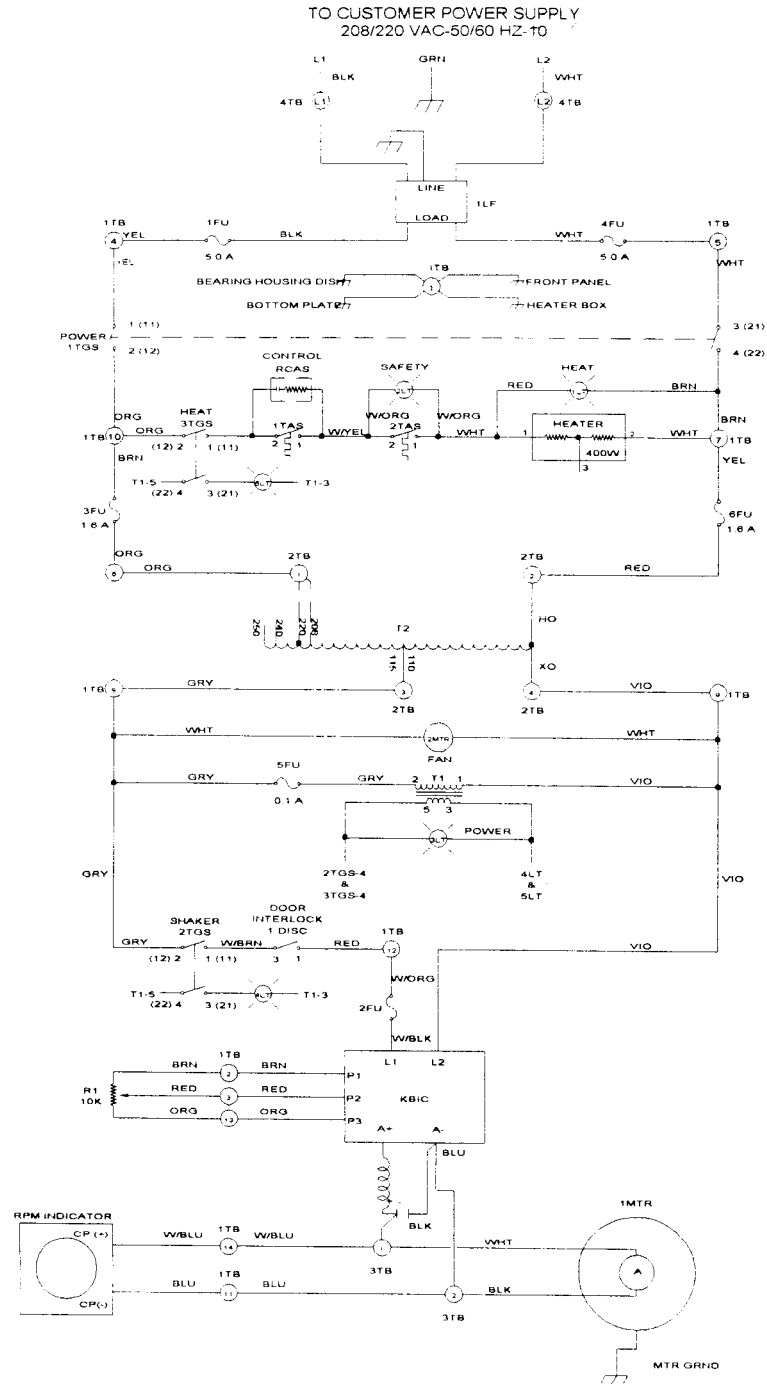 TO CUSTOMER POWER SUPPLY
208/220 VAC-50/60 HZ-10
L1 GRN L2
BLK WHT
4TB L1 L2 4TB
LINE
1LF
LOAD
1TB 1FU 4FU 1TB
4 YEL BLK WHT 5
5.0 A 5.0 A
YEL WHT
1TB
BEARING HOUSING DISH 1 FRONT PANEL
BOTTOM PLATE HEATER BOX
1 (11) 3 (21)
POWER
1TGS
2 (12) 4 (22)
CONTROL SAFETY HEAT
RCAS 2LT 1LT
RED BRN
ORG HEAT W/ORG W/ORG BRN
ORG 3TGS 1TAS 2TAS HEATER
1TB 10 W/YEL WHT 1 2 WHT 7 1TB
(12) 2 1 (11) 2 1 2 1 400W
BRN 3 YEL
T1-5 5LT T1-3
(22) 4 3 (21)
3FU 6FU
1.6 A 1.6 A
ORG 2TB 2TB
ORG 1 2 RED
HO
250 240 220 208 T2
115 110 XO
1TB GRY 3 4 VIO 1TB
2TB 2TB
WHT 2MTR WHT
FAN
5FU
GRY GRY 2 T1 1 VIO
0.1 A
5 3
3LT POWER
2TGS-4 4LT
& &
3TGS-4 5LT
GRY VIO
DOOR
SHAKER INTERLOCK
2TGS 1 DISC 1TB
GRY W/BRN RED 12 VIO
(12) 2 1 (11) 3 1
W/ORG
T1-5 4LT T1-3
(22) 4 3 (21)
2FU
W/BLK
1TB L1 L2
BRN 2 BRN P1
R1 RED 3 RED P2 KBIC
10K
ORG 13 ORG P3
A+ A-
BLU
BLK
RPM INDICATOR 1MTR
CP (+) W/BLU 1TB W/BLU WHT
14 1
3TB A
1TB
BLU 11 BLU 2 BLK
CP(-)
3TB
MTR GRND